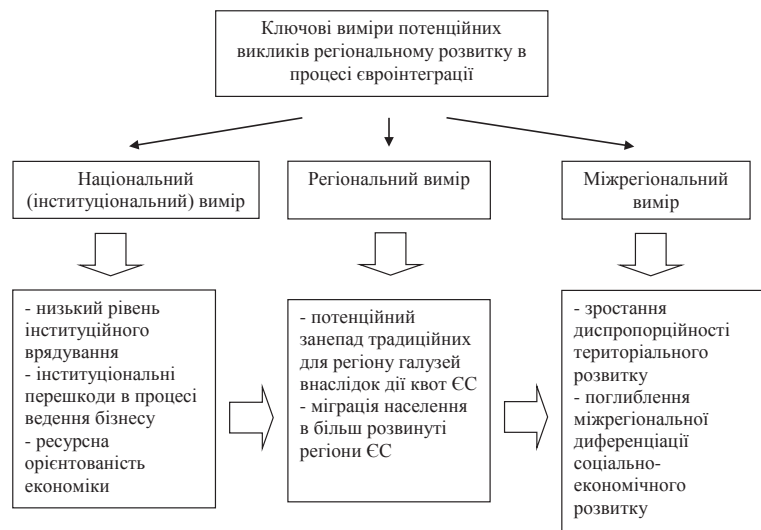 Ключові виміри потенційних
викликів регіональному розвитку в
процесі євроінтеграції
Національний
(інституціональний) вимір
Регіональний вимір
Міжрегіональний
вимір
- низький рівень
інституційного
врядування
- інституціональні
перешкоди в процесі
ведення бізнесу
- ресурсна
орієнтованість
економіки
- потенційний
занепад традиційних
для регіону галузей
внаслідок дії квот ЄС
- міграція населення
в більш розвинуті
регіони ЄС
- зростання
диспропорційності
територіального
розвитку
- поглиблення
міжрегіональної
диференціації
соціально-
економічного
розвитку